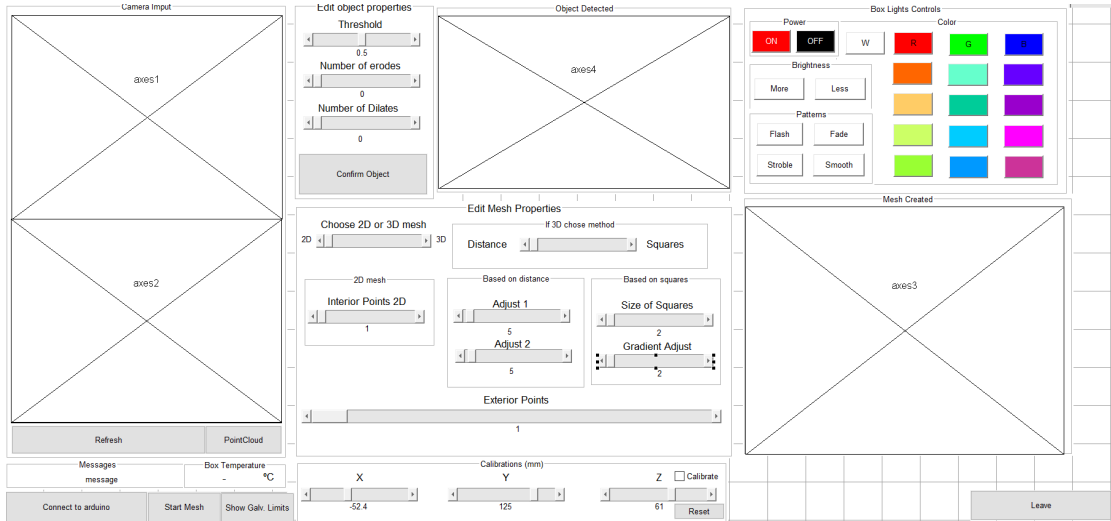 Camera Imput
axes1
axes2
Refresh
PointCloud
Messages
message
Box Temperature
- ºC
Connect to arduino
Start Mesh
Show Galv. Limits
Edit object properties
Threshold
0.5
Number of erodes
0
Number of Dilates
0
Confirm Object
Object Detected
axes4
Edit Mesh Properties
Choose 2D or 3D mesh
2D 3D
If 3D chose method
Distance Squares
2D mesh
Interior Points 2D
1
Based on distance
Adjust 1
5
Adjust 2
5
Based on squares
Size of Squares
2
Gradient Adjust
2
Exterior Points
1
Calibrations (mm)
X Y Z Calibrate
-52.4 125 61 Reset
Box Lights Controls
Power
ON OFF
Brightness
More Less
Patterns
Flash Fade
Stroble Smooth
Color
W R G B
Mesh Created
axes3
Leave